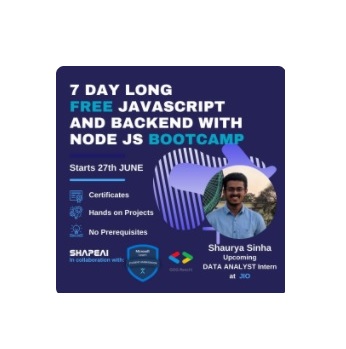 7 DAY LONG
FREE JAVASCRIPT
AND BACKEND WITH
NODE JS BOOTCAMP
Starts 27th JUNE
Certificates
Hands on Projects
No Prerequisites
SHAPEAI
In collaboration with:
Microsoft
Shaurya Sinha
Upcoming
DATA ANALYST Intern
at JIO